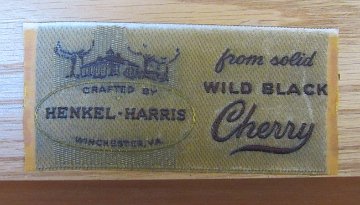 CRAFTED BY
HENKEL-HARRIS
WINCHESTER, VA.
from solid
WILD BLACK
Cherry